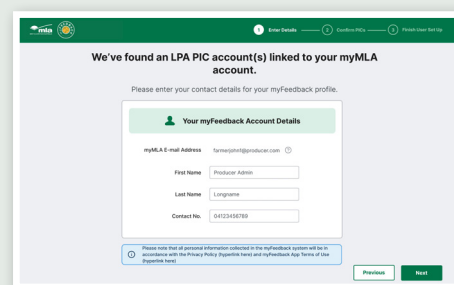 mla
1 Enter Details 2 Confirm PICs 3 Finish User Set Up
We've found an LPA PIC account(s) linked to your myMLA
account.
Please enter your contact details for your myFeedback profile.
Your myFeedback Account Details
myMLA E-mail Address farmerjohnf@producer.com ?
First Name Producer Admin
Last Name Longname
Contact No. 04123456789
Please note that all personal information collected in the myFeedback system will be in
accordance with the Privacy Policy (hyperlink here) and myFeedback App Terms of Use
(hyperlink here)
Previous Next